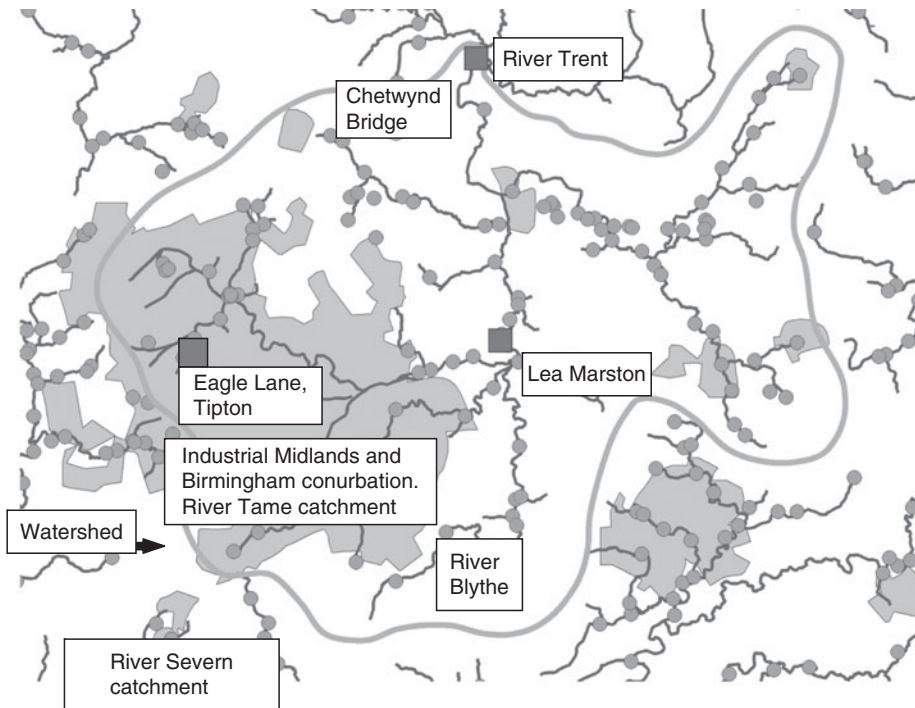 River Trent
Chetwynd
Bridge
Lea Marston
Eagle Lane,
Tipton
Industrial Midlands and
Birmingham conurbation.
River Tame catchment
Watershed
River
Blythe
River Severn
catchment